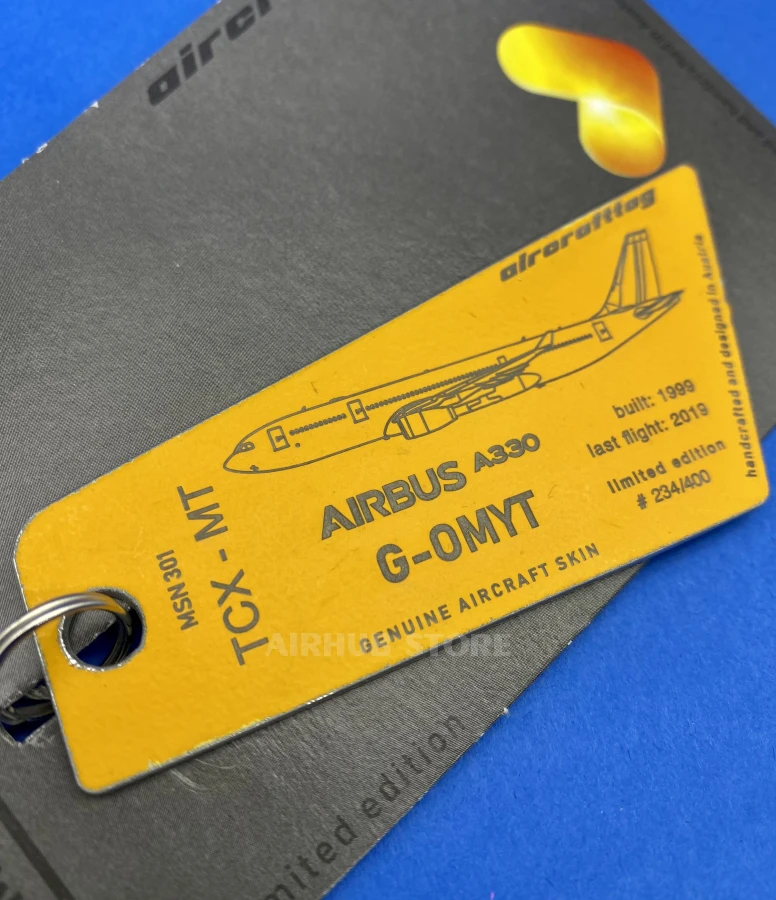 aircr
aircrafttag
handcrafted and designed in Austria
built: 1999
last flight: 2019
limited edition
# 234/400
AIRBUS A330
G-OMYT
GENUINE AIRCRAFT SKIN
TCX - MT
MSN 301
AIRHUB STORE
limited edition